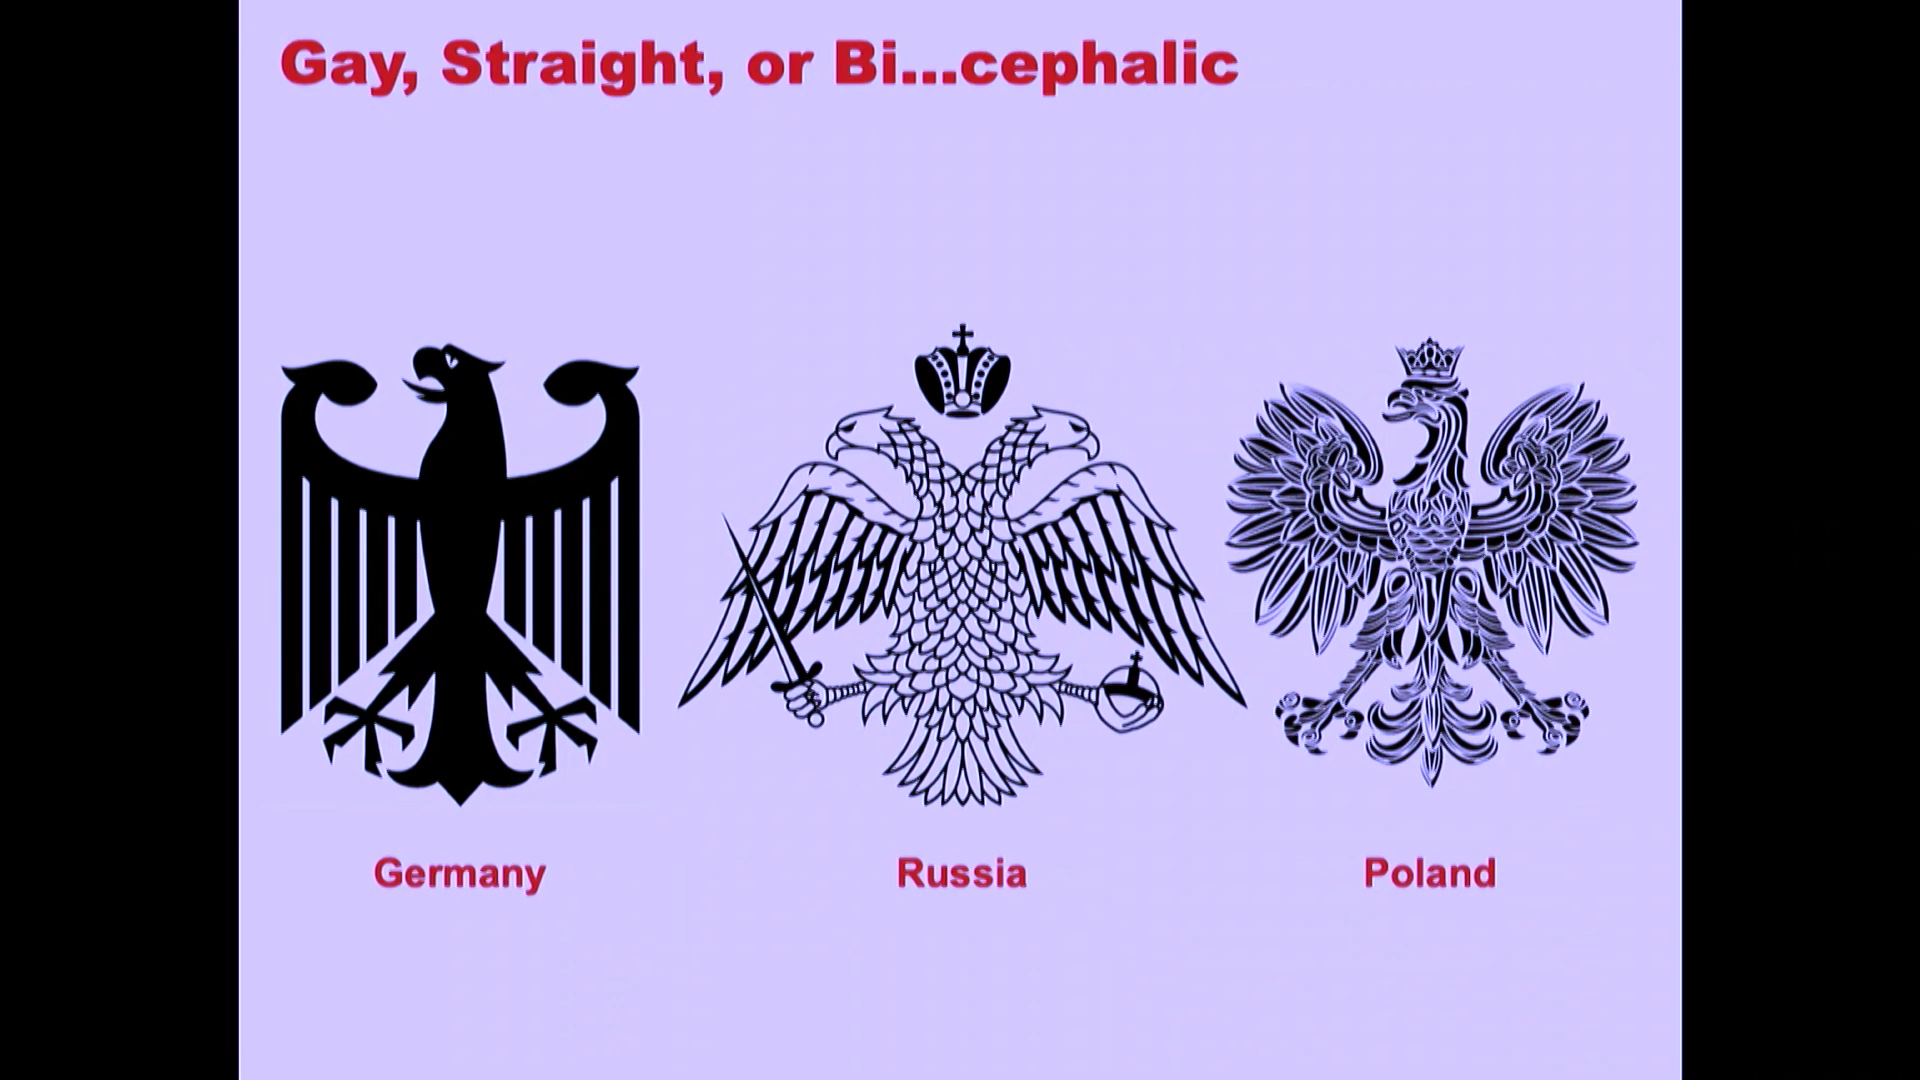 Gay, Straight, or Bi...cephalic
Germany
Russia
Poland